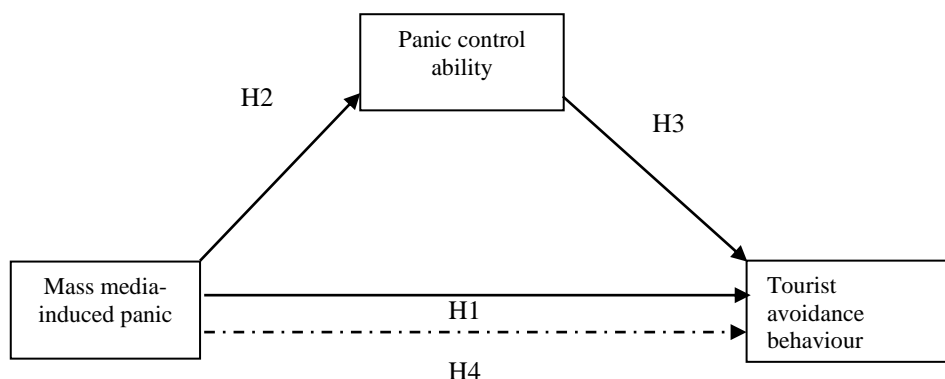 Panic control
ability
H2
H3
Mass media-
induced panic
H1
H4
Tourist
avoidance
behaviour